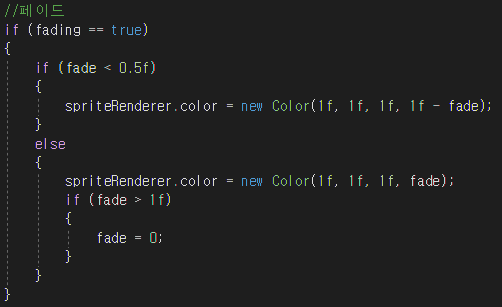 //페이드
if (fading == true)
{
if (fade < 0.5f)
{
spriteRenderer.color = new Color(1f, 1f, 1f, 1f - fade);
}
else
{
spriteRenderer.color = new Color(1f, 1f, 1f, fade);
if (fade > 1f)
{
fade = 0;
}
}
}